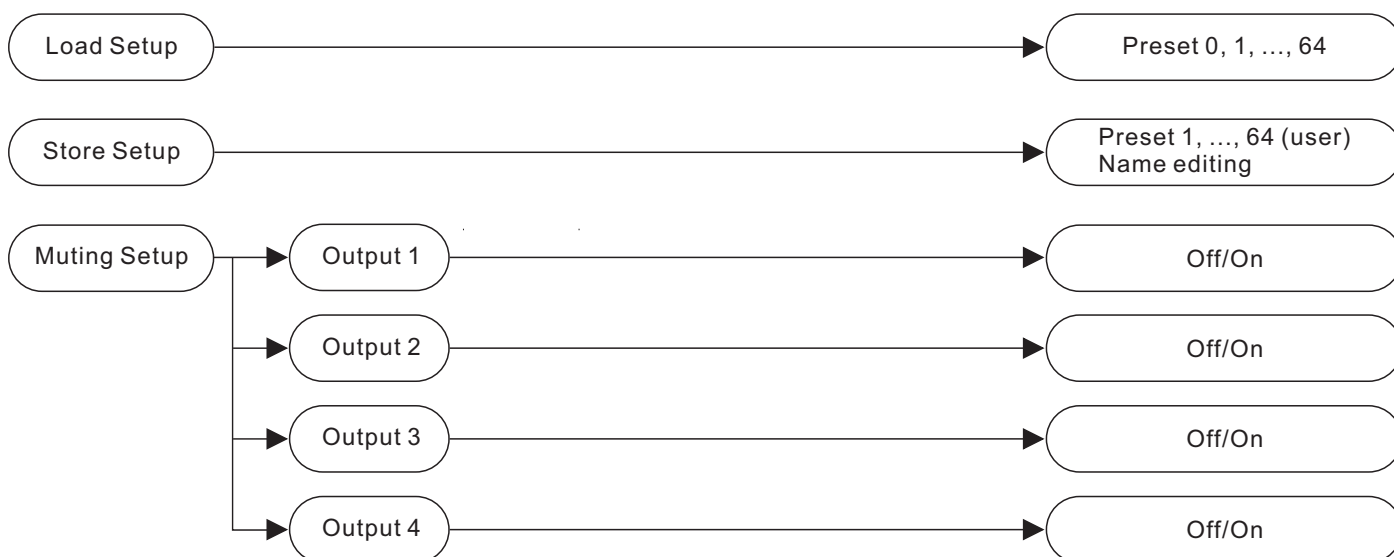 Load Setup
Preset 0, 1, ..., 64
Store Setup
Preset 1, ..., 64 (user)
Name editing
Muting Setup
Output 1
Off/On
Output 2
Off/On
Output 3
Off/On
Output 4
Off/On